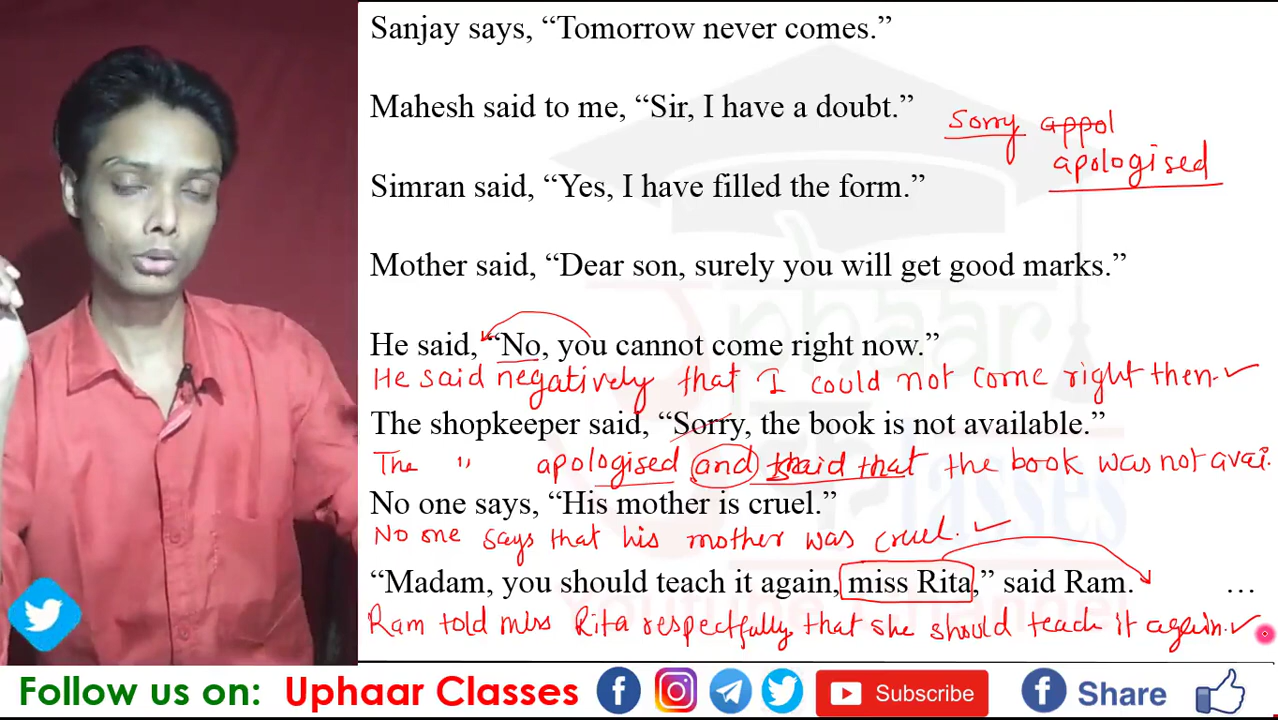 Sanjay says, “Tomorrow never comes.”
Mahesh said to me, “Sir, I have a doubt.”
Sorry appol
apologised
Simran said, “Yes, I have filled the form.”
Mother said, “Dear son, surely you will get good marks.”
He said, “No, you cannot come right now.”
He said negatively that I could not come right then.
The shopkeeper said, “Sorry, the book is not available.”
The " apologised and said that the book was not avai.
No one says, “His mother is cruel.”
No one says that his mother was cruel.
“Madam, you should teach it again, miss Rita,” said Ram. ...
Ram told miss Rita respectfully that she should teach it again.
Follow us on: Uphaar Classes Subscribe Share